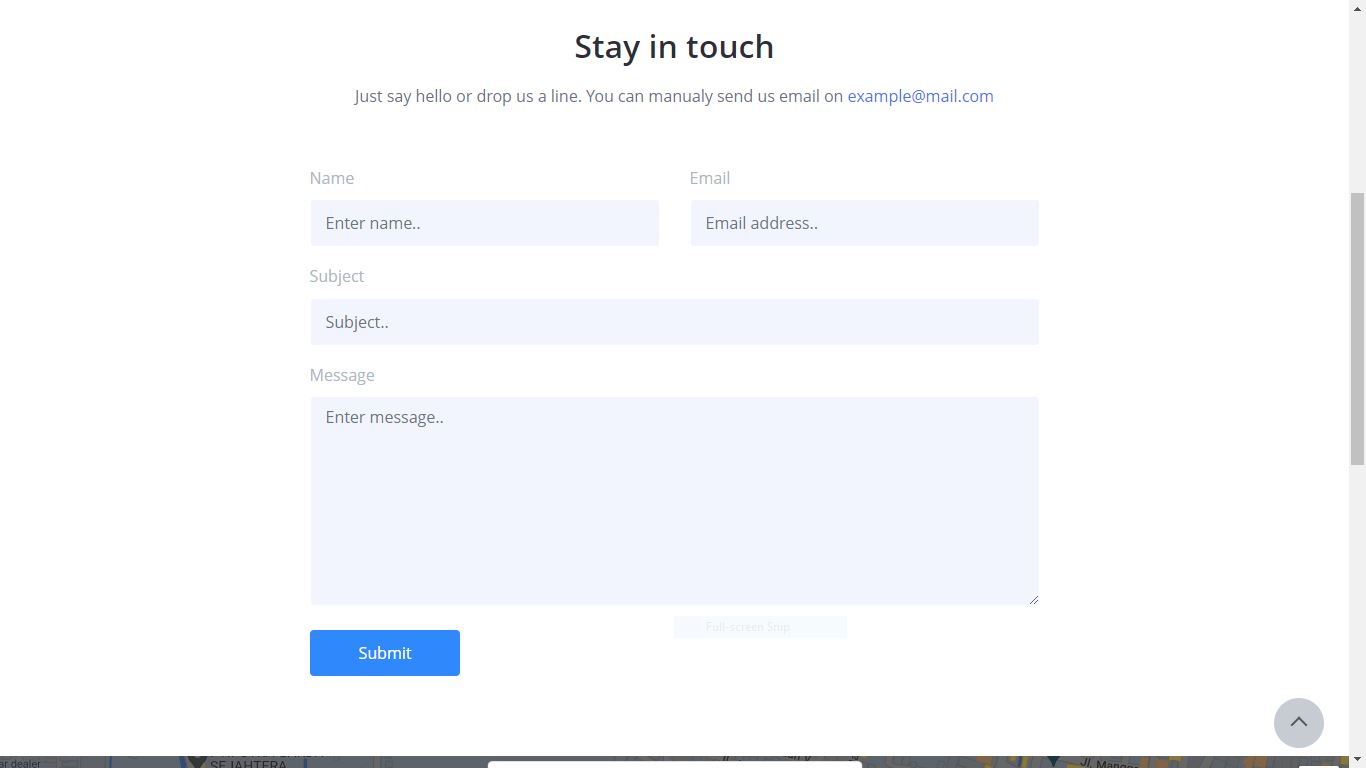 Stay in touch
Just say hello or drop us a line. You can manualy send us email on example@mail.com
Name
Email
Enter name..
Email address..
Subject
Subject..
Message
Enter message..
Full-screen Snip
Submit
ar dealer
SEJAHTERA
Jl. Mangga